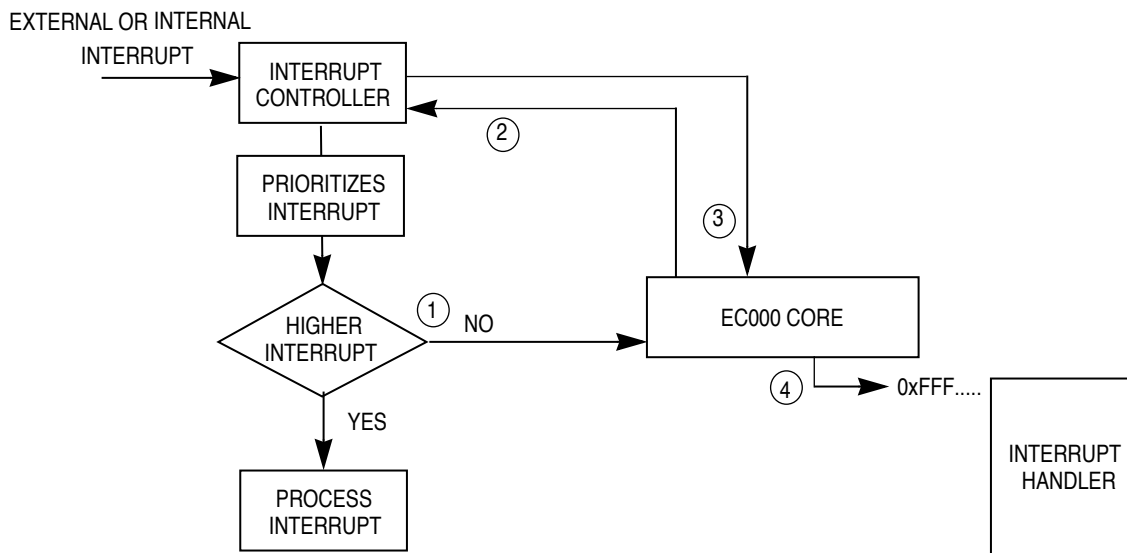 EXTERNAL OR INTERNAL
INTERRUPT
INTERRUPT
CONTROLLER
2
PRIORITIZES
INTERRUPT
3
1
NO
HIGHER
INTERRUPT
EC000 CORE
4
0xFFF.....
YES
INTERRUPT
HANDLER
PROCESS
INTERRUPT